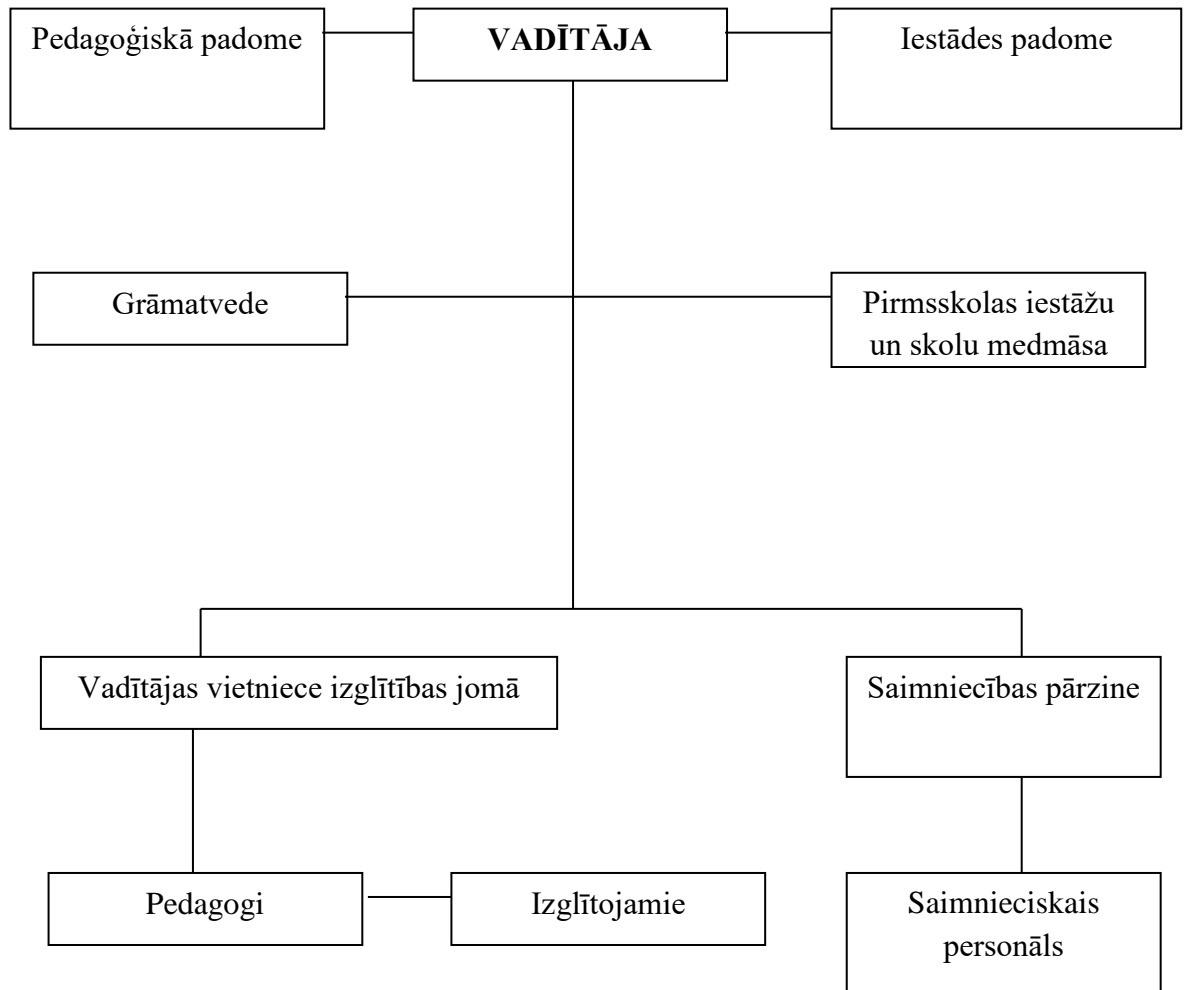 Pedagoģiskā padome
VADĪTĀJA
Iestādes padome
Grāmatvede
Pirmsskolas iestāžu
un skolu medmāsa
Vadītājas vietniece izglītības jomā
Saimniecības pārzine
Pedagogi
Izglītojamie
Saimnieciskais
personāls